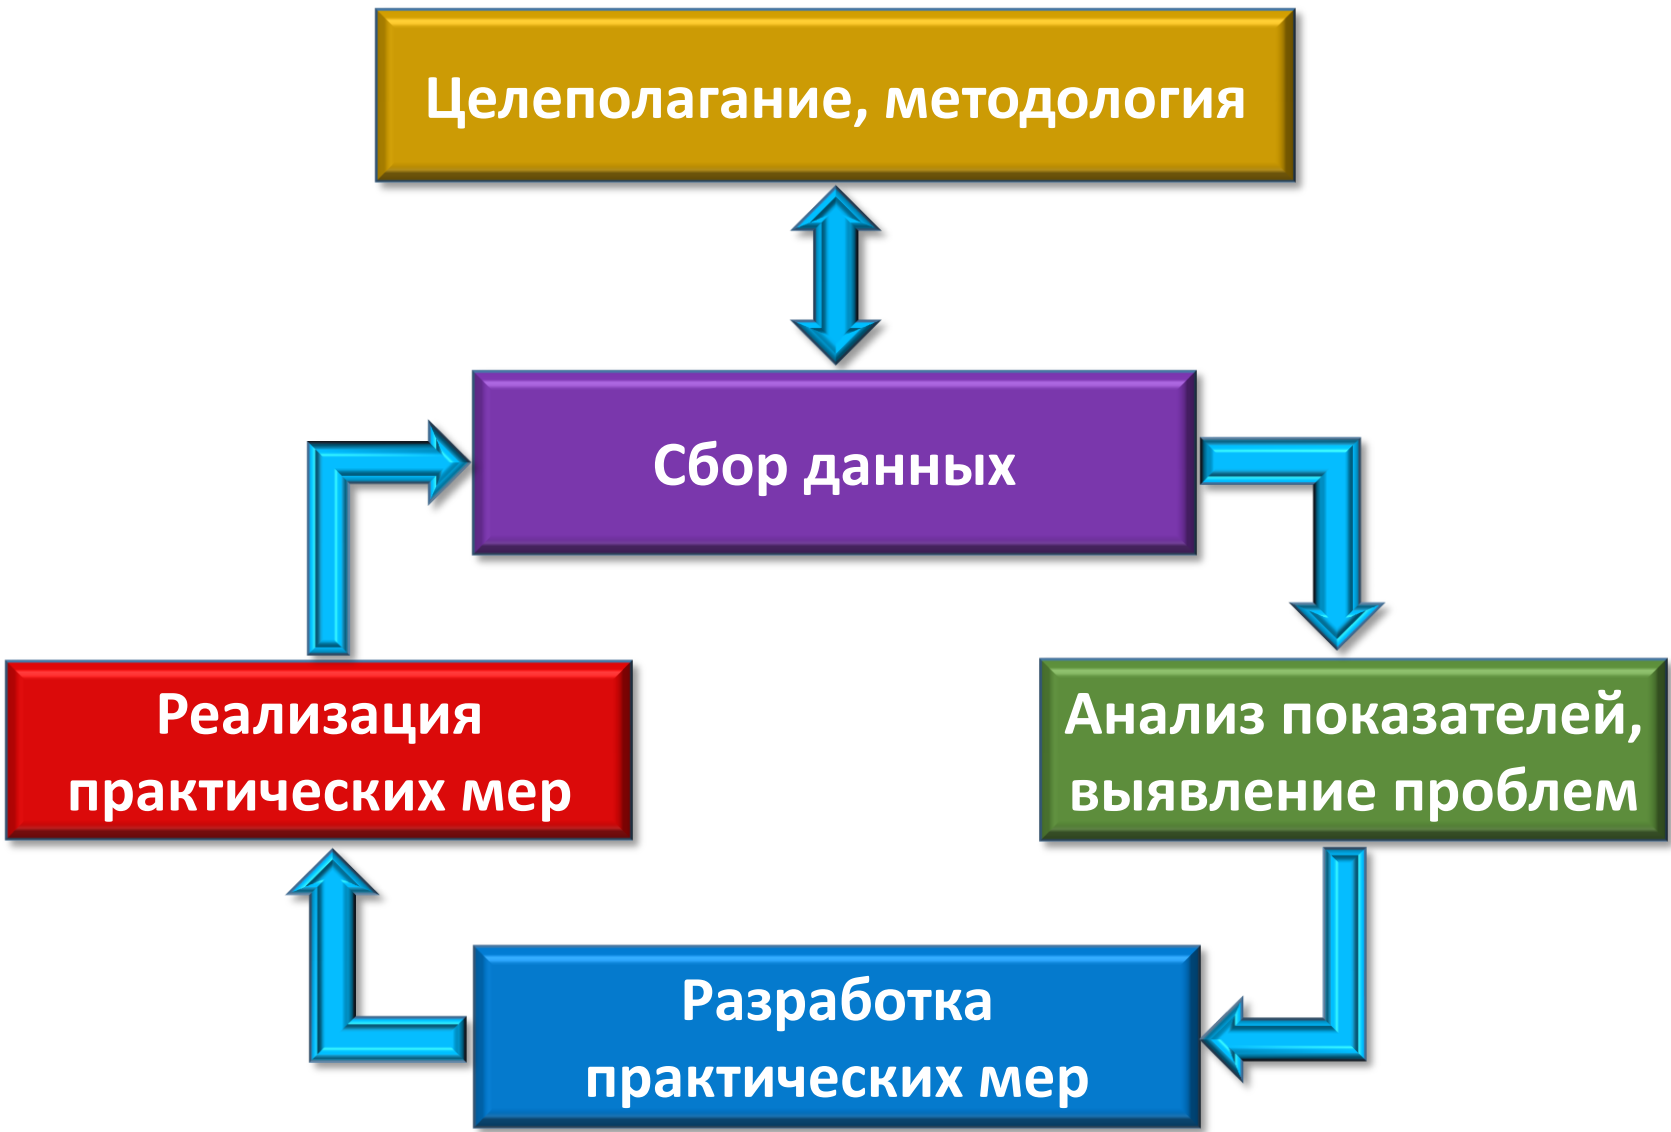 Целеполагание, методология
Сбор данных
Реализация
практических мер
Анализ показателей,
выявление проблем
Разработка
практических мер